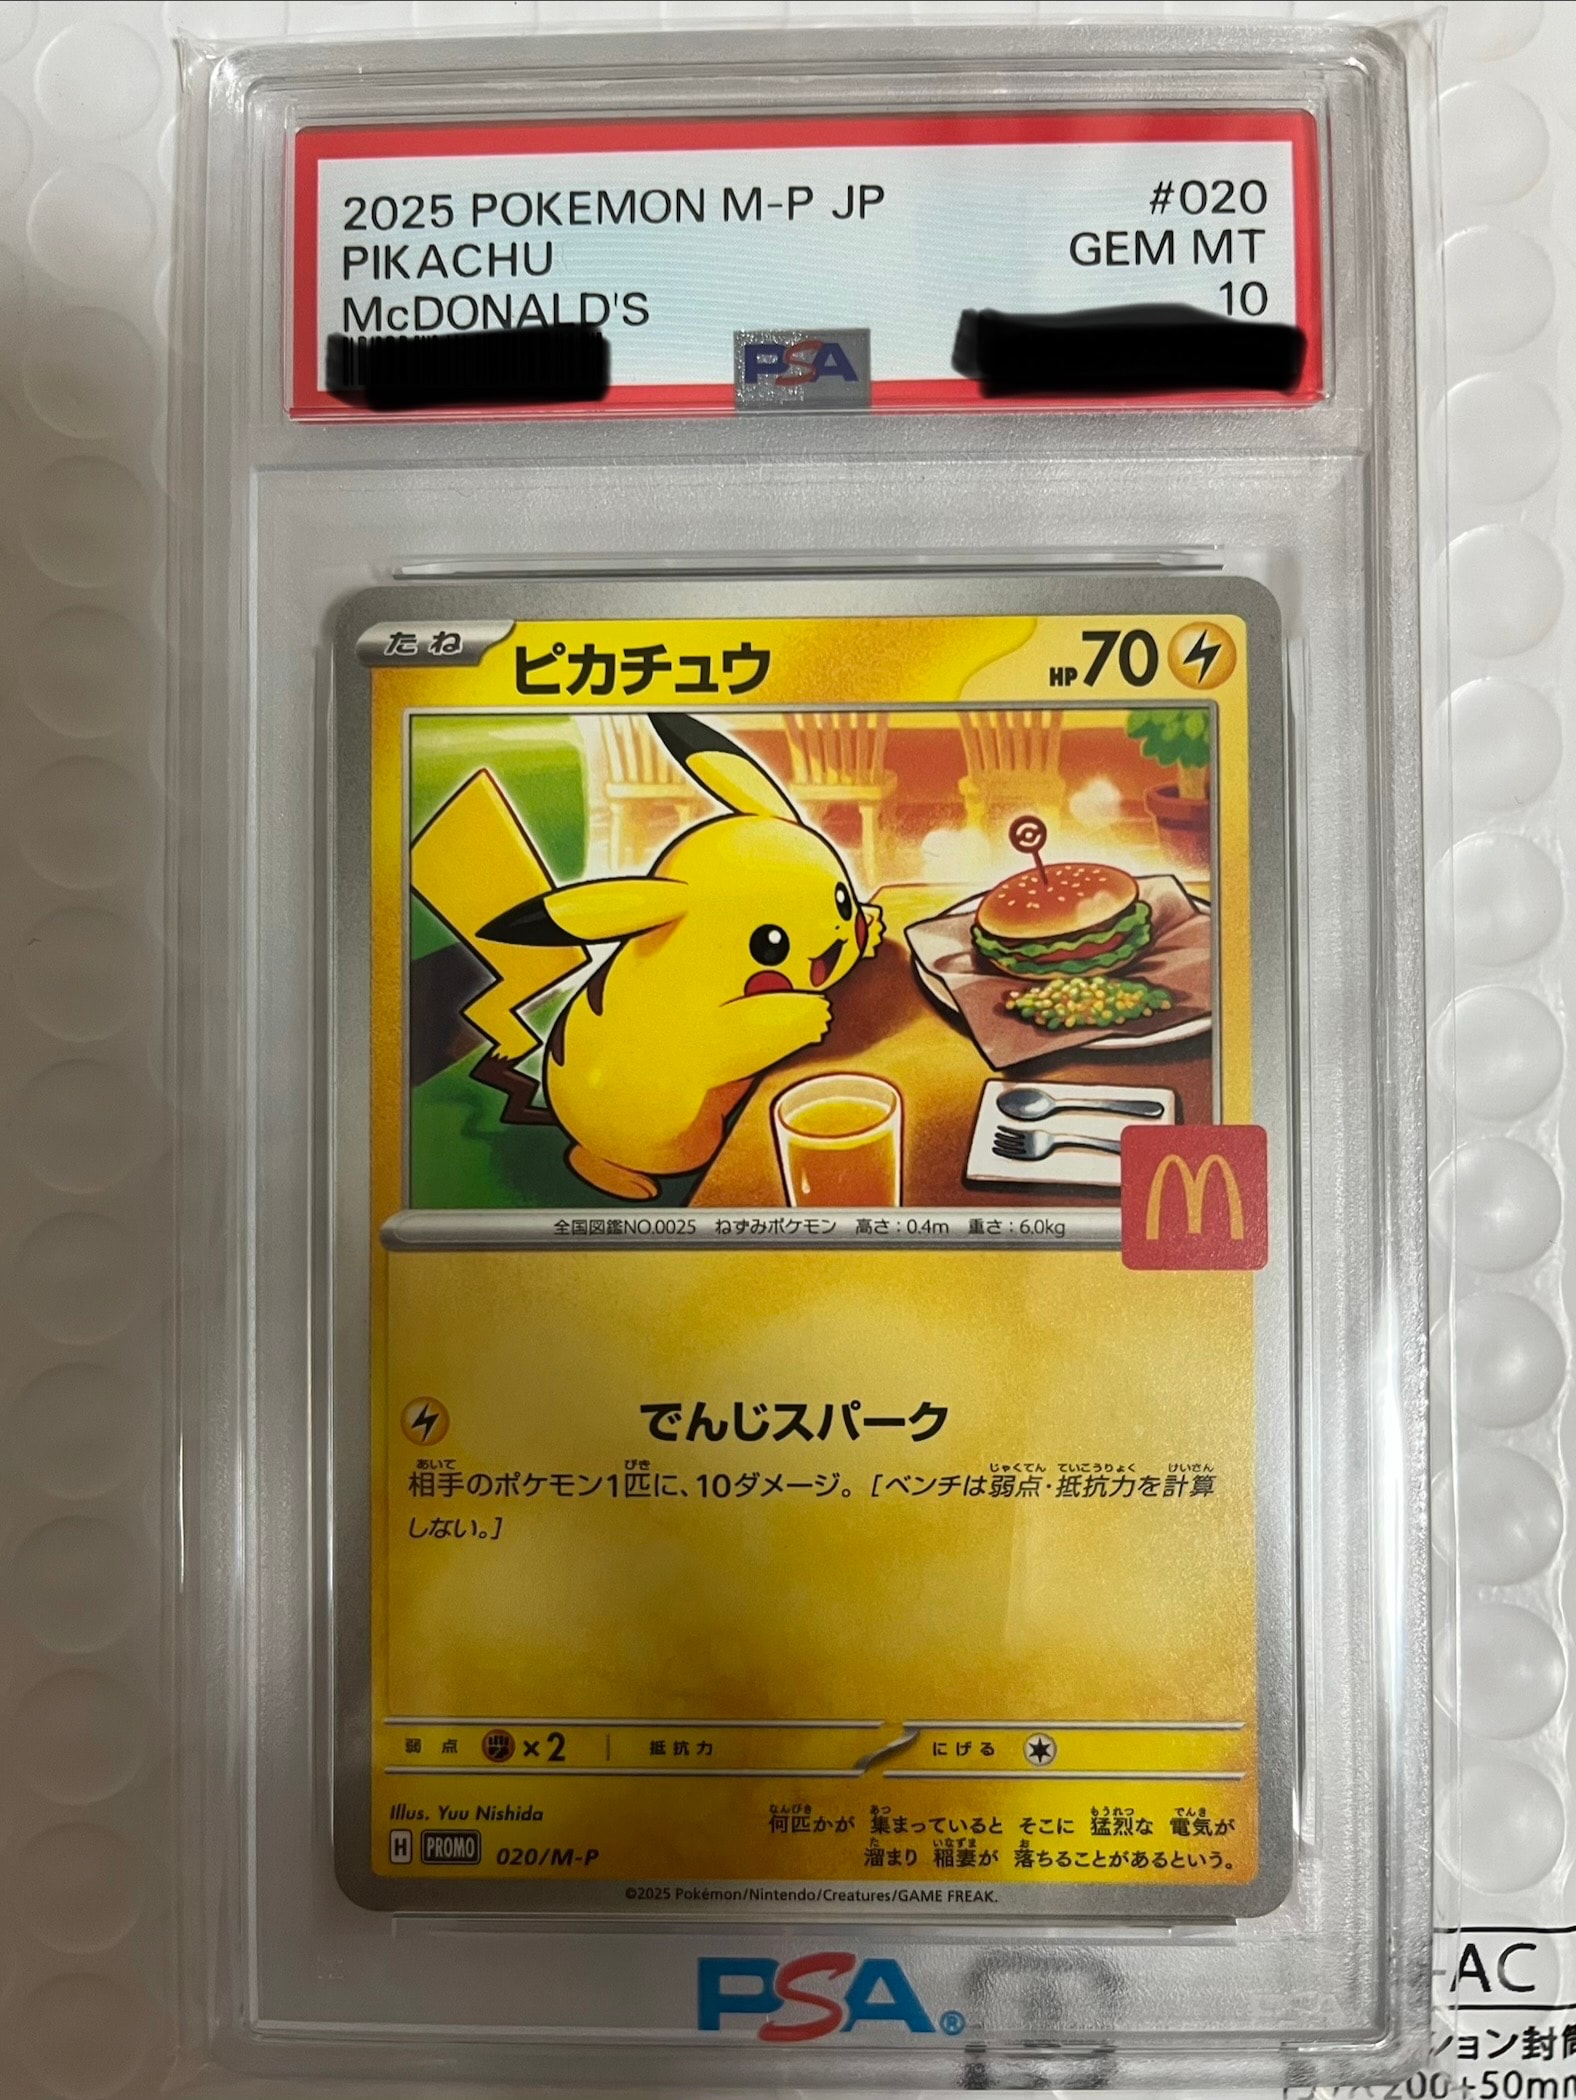 2025 POKEMON M-P JP #020
PIKACHU GEM MT
McDONALD'S 10
PSA
たね ピカチュウ HP70
全国図鑑NO.0025 ねずみポケモン 高さ：0.4m 重さ：6.0kg
でんじスパーク
相手のポケモン1匹に、10ダメージ。［ベンチは弱点・抵抗力を計算
しない。］
弱点 ×2 抵抗力 にげる
Illus. Yuu Nishida
何匹かが 集まっていると そこに 猛烈な 電気が
溜まり 稲妻が 落ちることがあるという。
H PROMO 020/M-P
©2025 Pokémon/Nintendo/Creatures/GAME FREAK.
PSA®
-AC
ション封筒
200+50mm